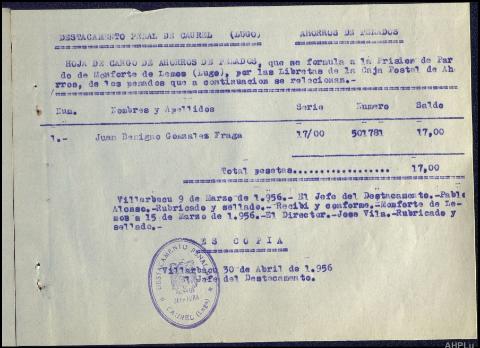 DESTACAMENTO PENAL DE CAUREL (LUGO) AHORROS DE PENADOS
HOJA DE CARGO DE AHORROS DE PENADOS, que se formula a la Prision de Par
do de Monforte de Lemos (Lugo), por las Libretas de la Caja Postal de Ah
rros, de los penados que a continuacion se relacionan.
Num. Nombres y Apellidos Serie Numero Saldo
1.- Juan Benigno Gonzalez Fraga 17/00 501781 17,00
Total pesetas.................. 17,00
Villarbacu 9 de Marzo de 1.956.-El Jefe del Destacamento.-Pablo
Alonso.-Rubricado y sellado.-Recibi y conforme.-Monforte de Le-
mos a 15 de Marzo de 1.956.-El Director.-Jose Vila.-Rubricado y
sellado.-
ES COPIA
Villarbacu 30 de Abril de 1.956
El Jefe del Destacamento.
DESTACAMENTO PENAL
JEFATURA
CAUREL (Lugo)
AHPLu